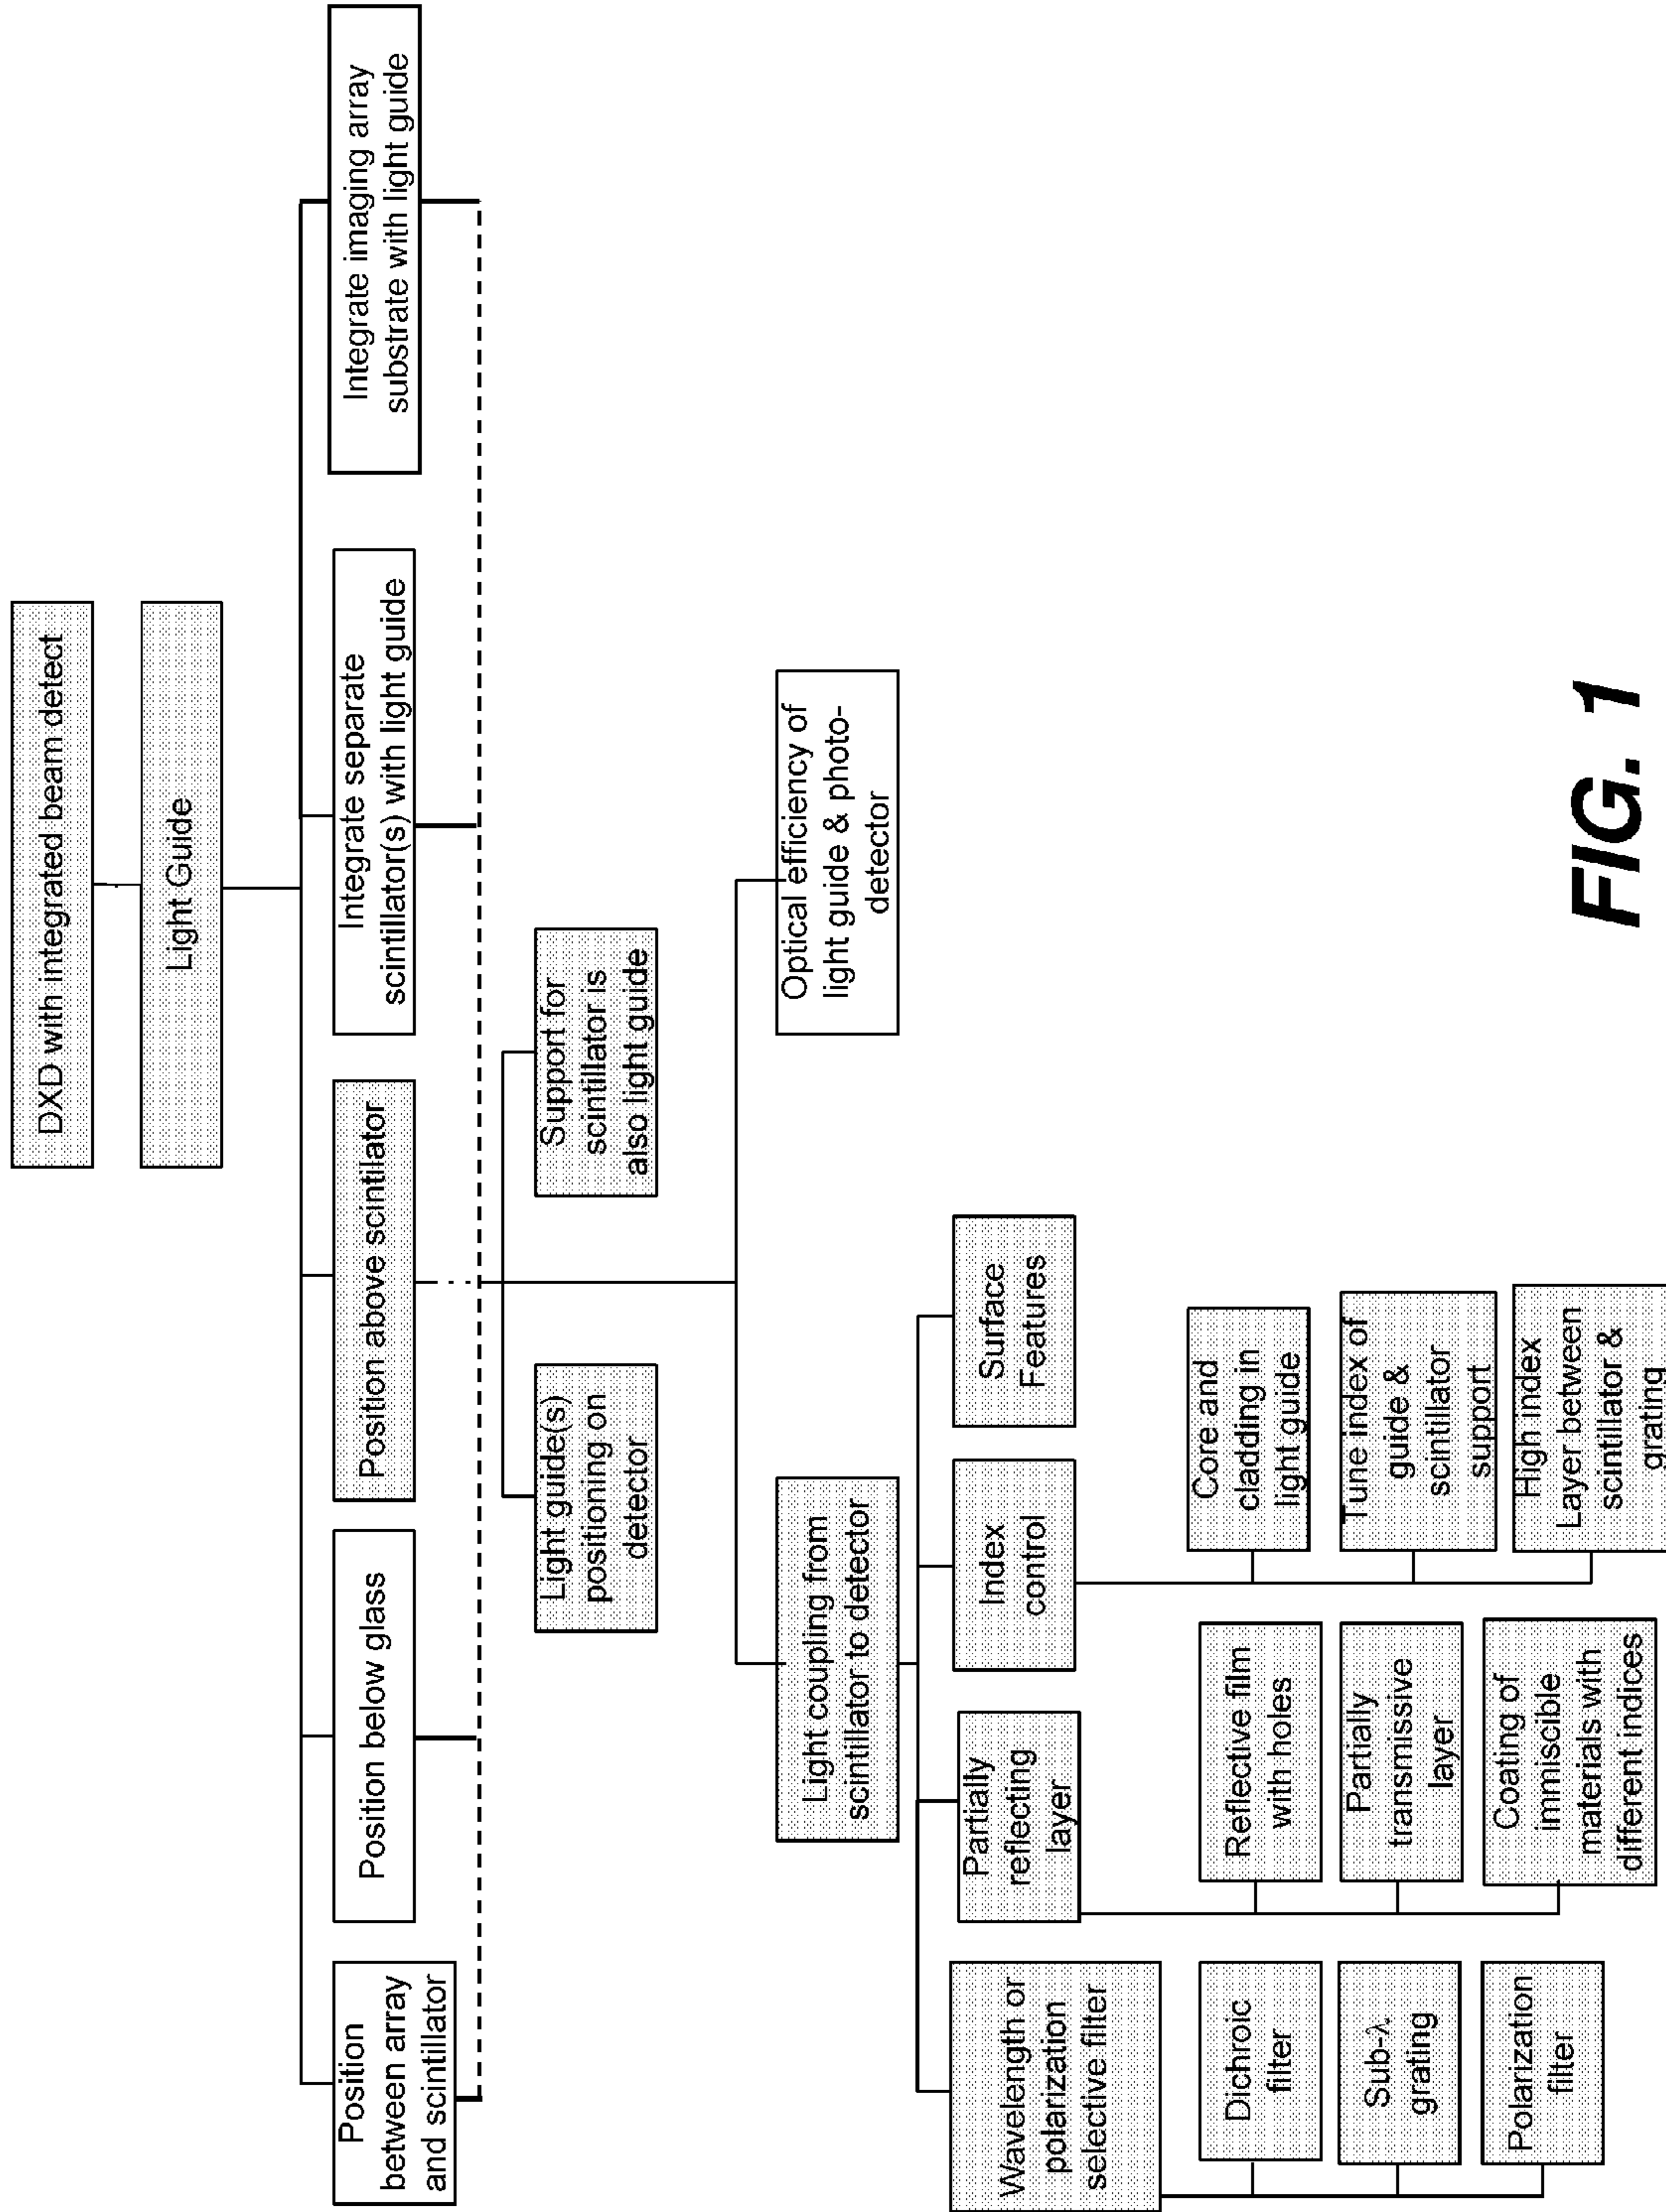 DXD with integrated beam detect
Light Guide
Position
between array
and scintillator
Position below glass
Position above scintilator
Integrate separate
scintillator(s) with light guide
Integrate imaging array
substrate with light guide
Light guide(s)
positioning on
detector
Support for
scintillator is
also light guide
Light coupling from
scintillator to detector
Optical efficiency of
light guide & photo-
detector
Wavelength or
polarization
selective filter
Partially
reflecting
layer
Index
control
Surface
Features
Dichroic
filter
Sub-λ
grating
Polarization
filter
Reflective film
with holes
Partially
transmissive
layer
Coating of
immiscible
materials with
different indices
Core and
cladding in
light guide
Tune index of
guide &
scintillator
support
High index
Layer between
scintillator &
grating
FIG. 1